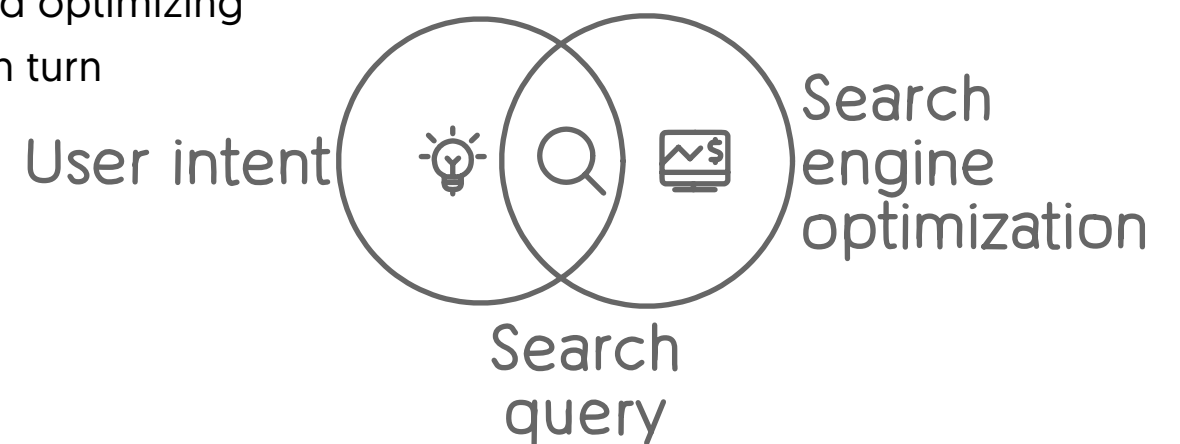 d optimizing
n turn
User intent
Search
engine
optimization
Search
query
$